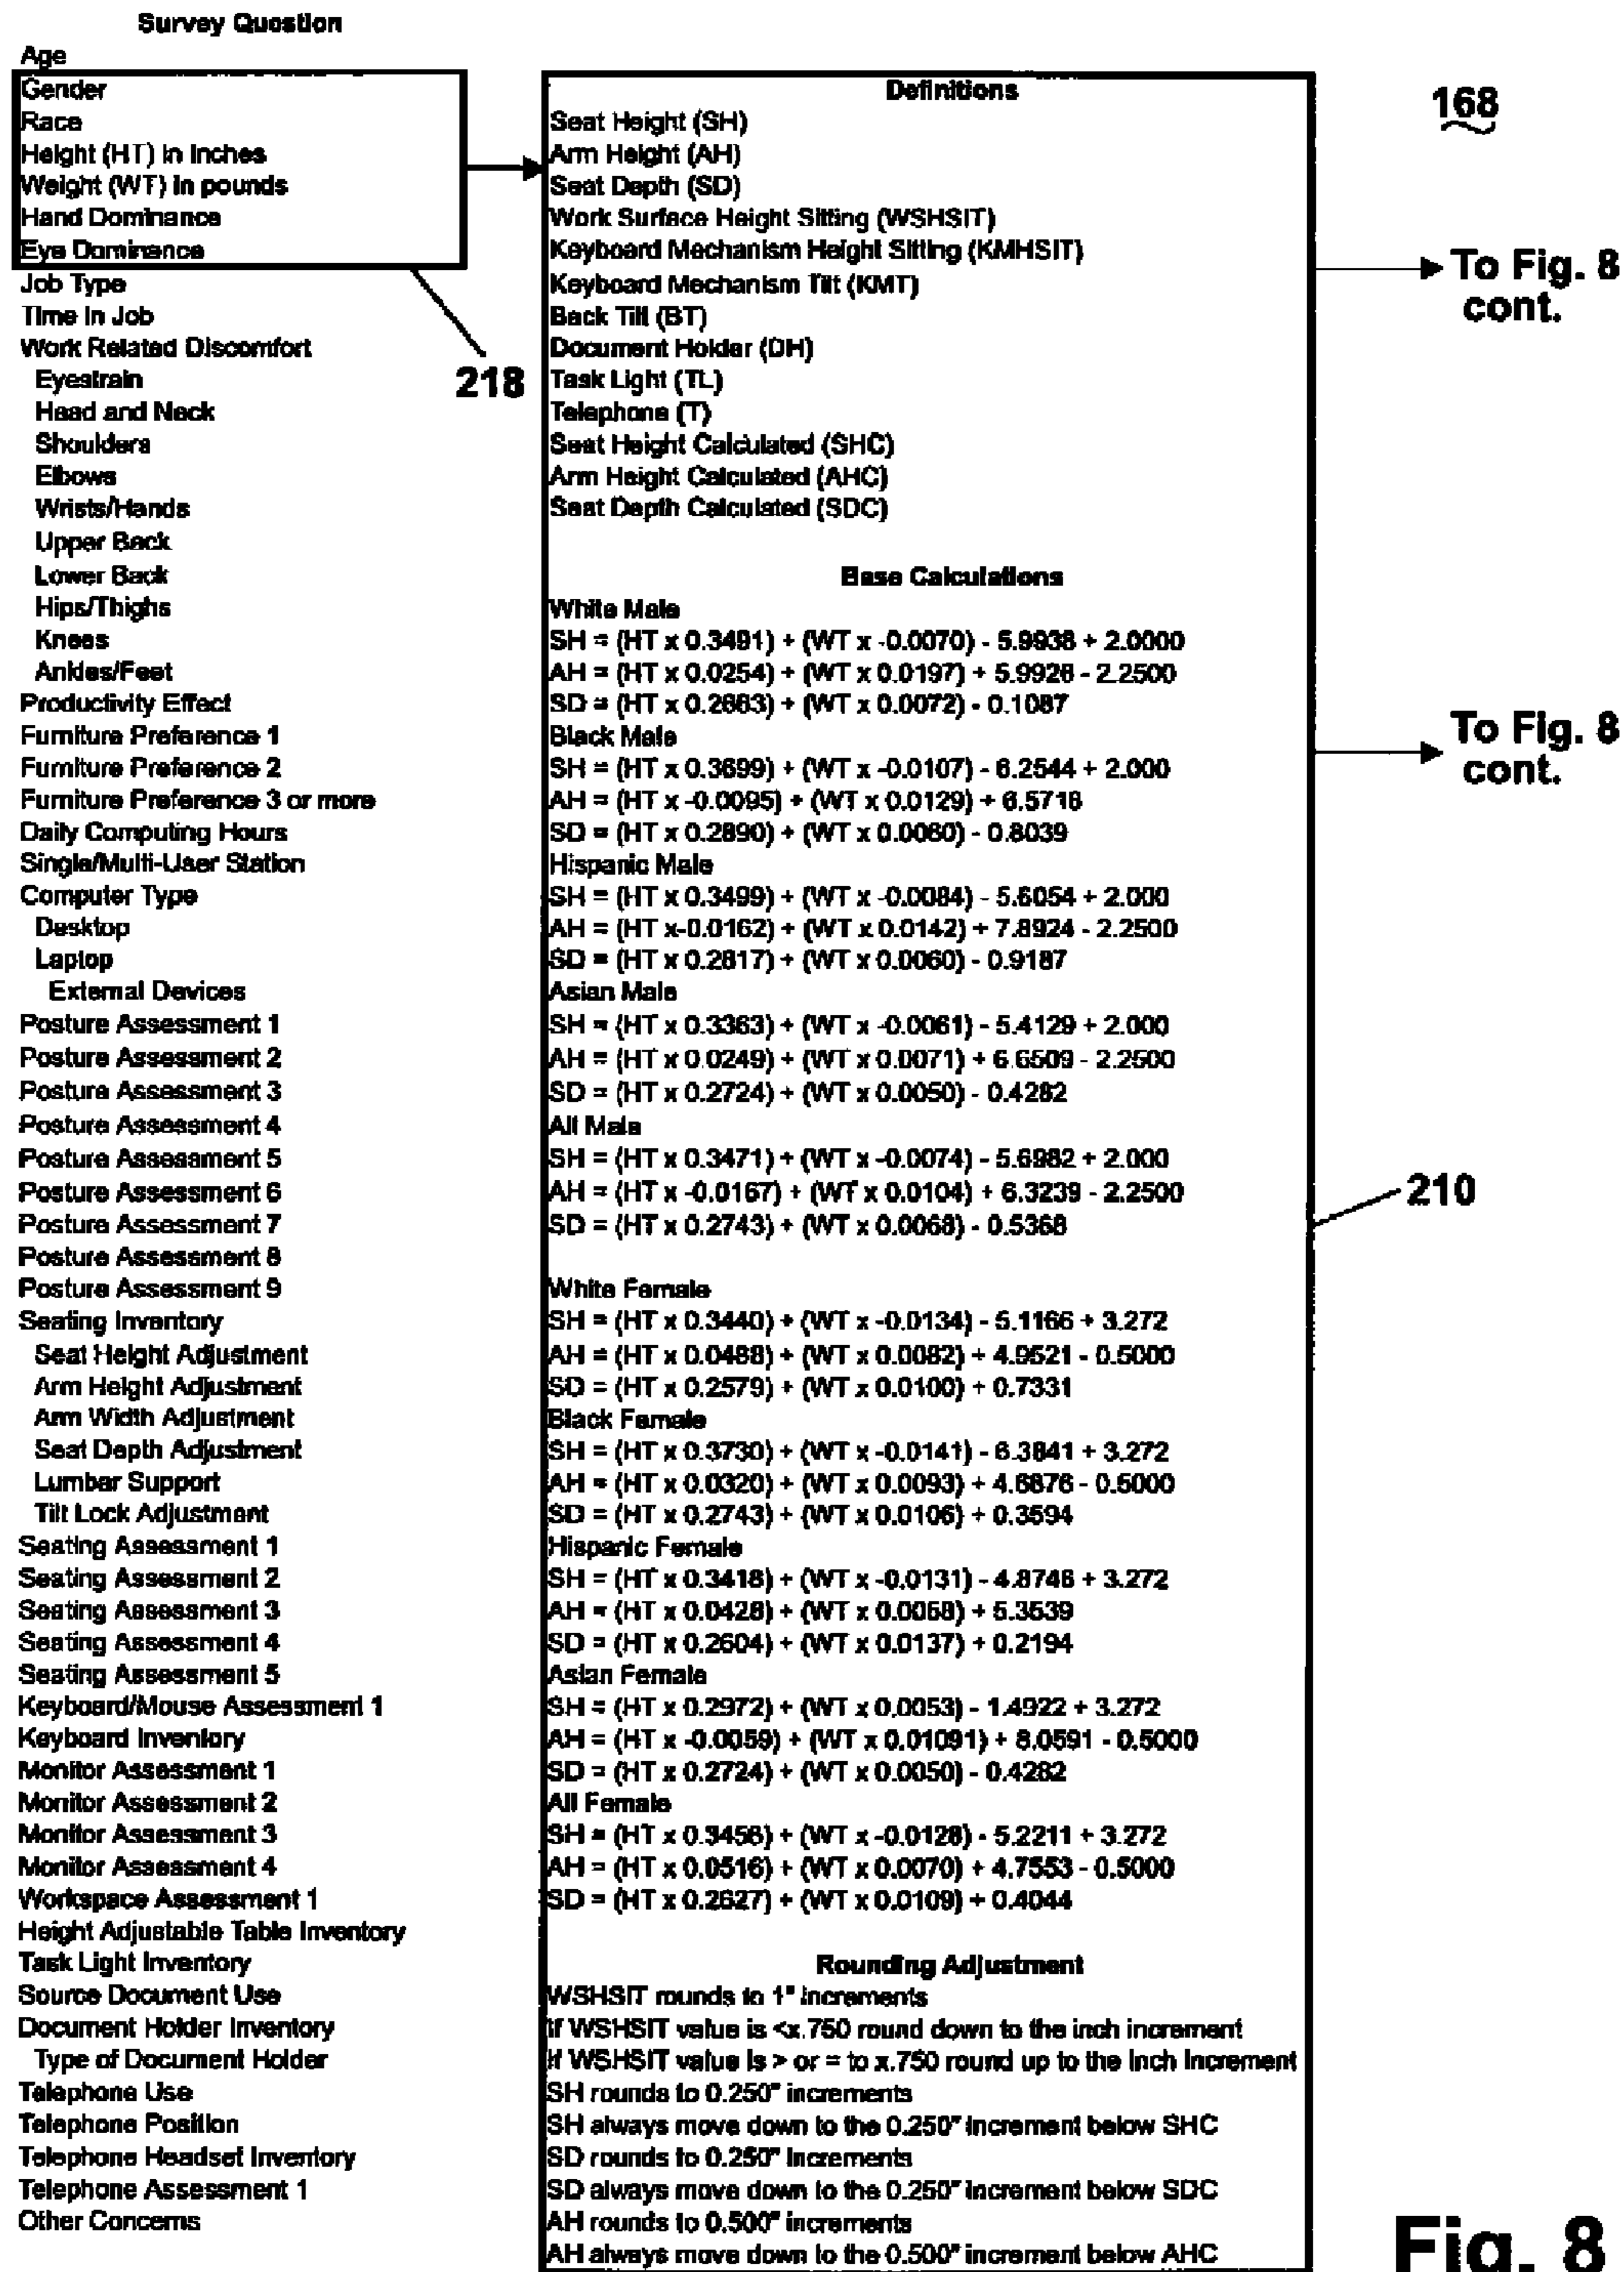 Survey Question
Age
Gender
Race
Height (HT) in Inches
Weight (WT) in pounds
Hand Dominance
Eye Dominance
Job Type
Time in Job
Work Related Discomfort
Eyestrain
Head and Neck
Shoulders
Elbows
Wrists/Hands
Upper Back
Lower Back
Hips/Thighs
Knees
Ankles/Feet
Productivity Effect
Furniture Preference 1
Furniture Preference 2
Furniture Preference 3 or more
Daily Computing Hours
Single/Multi-User Station
Computer Type
Desktop
Laptop
External Devices
Posture Assessment 1
Posture Assessment 2
Posture Assessment 3
Posture Assessment 4
Posture Assessment 5
Posture Assessment 6
Posture Assessment 7
Posture Assessment 8
Posture Assessment 9
Seating Inventory
Seat Height Adjustment
Arm Height Adjustment
Arm Width Adjustment
Seat Depth Adjustment
Lumbar Support
Tilt Lock Adjustment
Seating Assessment 1
Seating Assessment 2
Seating Assessment 3
Seating Assessment 4
Seating Assessment 5
Keyboard/Mouse Assessment 1
Keyboard Inventory
Monitor Assessment 1
Monitor Assessment 2
Monitor Assessment 3
Monitor Assessment 4
Workspace Assessment 1
Height Adjustable Table Inventory
Task Light Inventory
Source Document Use
Document Holder Inventory
Type of Document Holder
Telephone Use
Telephone Position
Telephone Headset Inventory
Telephone Assessment 1
Other Concerns
218
Definitions
Seat Height (SH)
Arm Height (AH)
Seat Depth (SD)
Work Surface Height Sitting (WSHSIT)
Keyboard Mechanism Height Sitting (KMHSIT)
Keyboard Mechanism Tilt (KMT)
Back Tilt (BT)
Document Holder (DH)
Task Light (TL)
Telephone (T)
Seat Height Calculated (SHC)
Arm Height Calculated (AHC)
Seat Depth Calculated (SDC)
Base Calculations
White Male
SH = (HT x 0.3491) + (WT x -0.0070) - 5.9938 + 2.0000
AH = (HT x 0.0254) + (WT x 0.0197) + 5.9926 - 2.2500
SD = (HT x 0.2663) + (WT x 0.0072) - 0.1087
Black Male
SH = (HT x 0.3699) + (WT x -0.0107) - 6.2544 + 2.000
AH = (HT x -0.0095) + (WT x 0.0129) + 6.5718
SD = (HT x 0.2890) + (WT x 0.0060) - 0.8039
Hispanic Male
SH = (HT x 0.3499) + (WT x -0.0084) - 5.6054 + 2.000
AH = (HT x-0.0162) + (WT x 0.0142) + 7.8924 - 2.2500
SD = (HT x 0.2817) + (WT x 0.0060) - 0.9187
Asian Male
SH = (HT x 0.3363) + (WT x -0.0061) - 5.4129 + 2.000
AH = (HT x 0.0249) + (WT x 0.0071) + 6.6509 - 2.2500
SD = (HT x 0.2724) + (WT x 0.0050) - 0.4282
All Male
SH = (HT x 0.3471) + (WT x -0.0074) - 5.6982 + 2.000
AH = (HT x -0.0167) + (WT x 0.0104) + 6.3239 - 2.2500
SD = (HT x 0.2743) + (WT x 0.0068) - 0.5368
White Female
SH = (HT x 0.3440) + (WT x -0.0134) - 5.1166 + 3.272
AH = (HT x 0.0488) + (WT x 0.0082) + 4.9521 - 0.5000
SD = (HT x 0.2579) + (WT x 0.0100) + 0.7331
Black Female
SH = (HT x 0.3730) + (WT x -0.0141) - 6.3841 + 3.272
AH = (HT x 0.0320) + (WT x 0.0093) + 4.6876 - 0.5000
SD = (HT x 0.2743) + (WT x 0.0106) + 0.3594
Hispanic Female
SH = (HT x 0.3418) + (WT x -0.0131) - 4.8746 + 3.272
AH = (HT x 0.0428) + (WT x 0.0058) + 5.3539
SD = (HT x 0.2604) + (WT x 0.0137) + 0.2194
Asian Female
SH = (HT x 0.2972) + (WT x 0.0053) - 1.4922 + 3.272
AH = (HT x -0.0059) + (WT x 0.01091) + 8.0591 - 0.5000
SD = (HT x 0.2724) + (WT x 0.0050) - 0.4282
All Female
SH = (HT x 0.3456) + (WT x -0.0128) - 5.2211 + 3.272
AH = (HT x 0.0516) + (WT x 0.0070) + 4.7553 - 0.5000
SD = (HT x 0.2627) + (WT x 0.0109) + 0.4044
Rounding Adjustment
WSHSIT rounds to 1" increments
If WSHSIT value is <x.750 round down to the inch increment
If WSHSIT value is > or = to x.750 round up to the inch increment
SH rounds to 0.250" increments
SH always move down to the 0.250" increment below SHC
SD rounds to 0.250" increments
SD always move down to the 0.250" increment below SDC
AH rounds to 0.500" increments
AH always move down to the 0.500" increment below AHC
168
To Fig. 8
cont.
To Fig. 8
cont.
210
Fig. 8